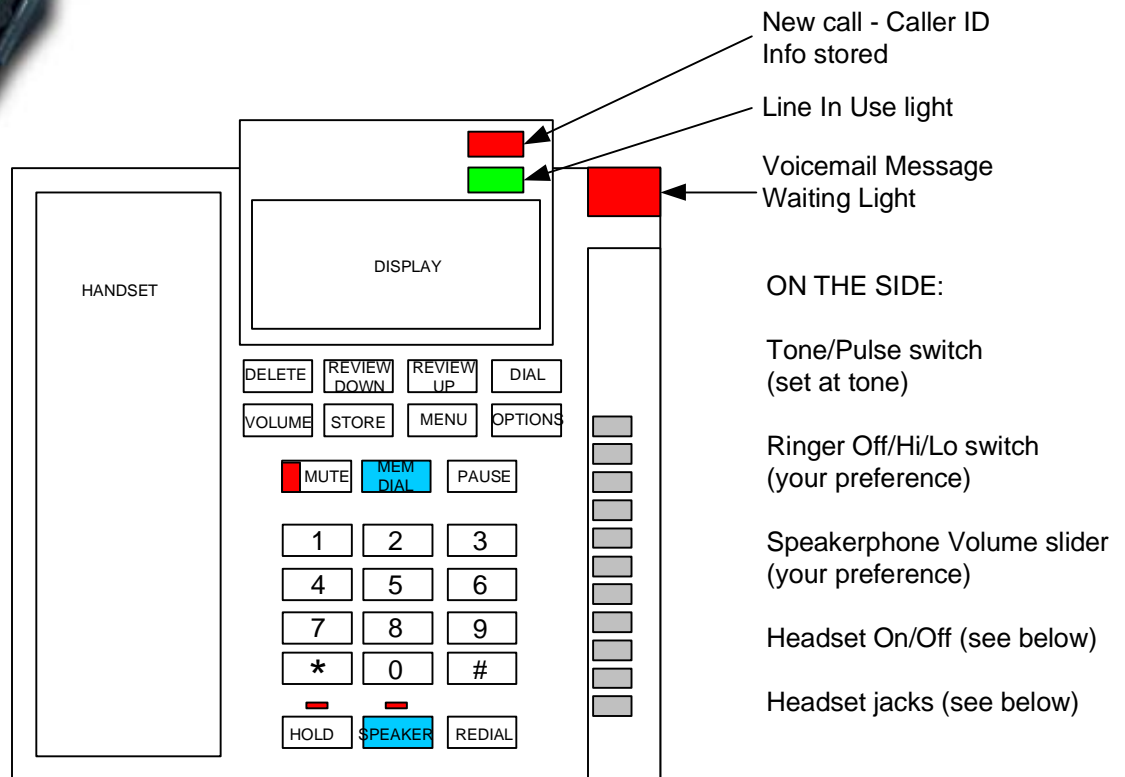 New call - Caller ID
Info stored
Line In Use light
Voicemail Message
Waiting Light
HANDSET
DISPLAY
DELETE
REVIEW
DOWN
REVIEW
UP
DIAL
VOLUME
STORE
MENU
OPTIONS
MUTE
MEM
DIAL
PAUSE
1
2
3
4
5
6
7
8
9
*
0
#
HOLD
SPEAKER
REDIAL
ON THE SIDE:
Tone/Pulse switch
(set at tone)
Ringer Off/Hi/Lo switch
(your preference)
Speakerphone Volume slider
(your preference)
Headset On/Off (see below)
Headset jacks (see below)